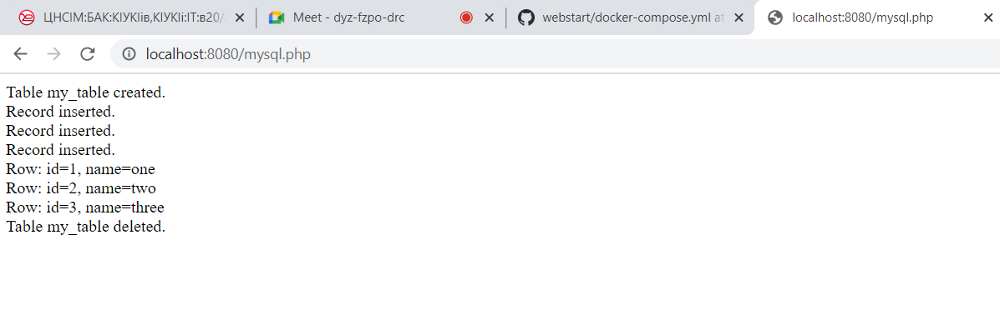 ЦНСІМ:БАК:КІУКІів,КІУКІі:ІТ:в20/
Meet - dyz-fzpo-drc
webstart/docker-compose.yml at
localhost:8080/mysql.php
localhost:8080/mysql.php
Table my_table created.
Record inserted.
Record inserted.
Record inserted.
Row: id=1, name=one
Row: id=2, name=two
Row: id=3, name=three
Table my_table deleted.